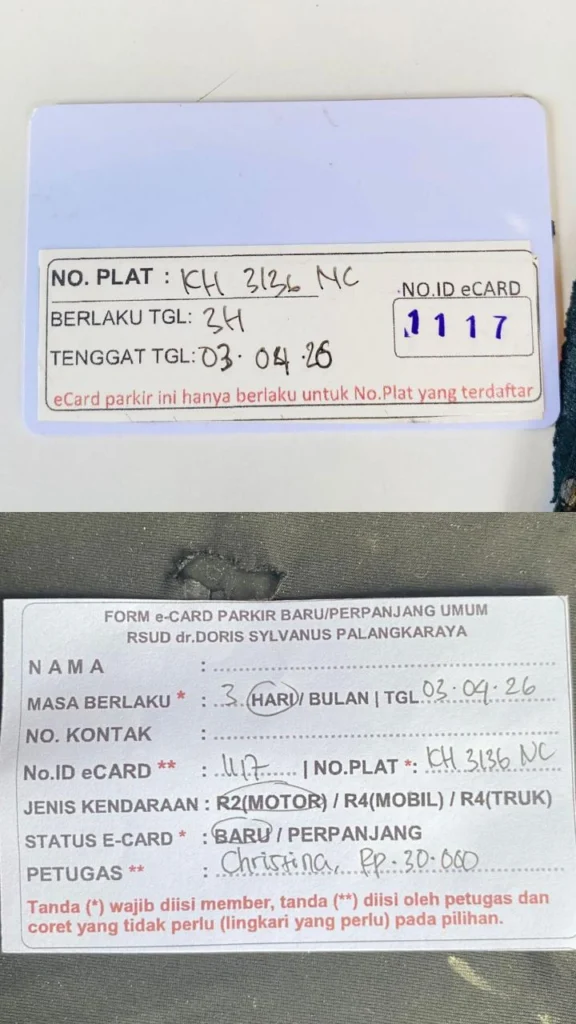 NO. PLAT : KH 3136 NC
NO.ID eCARD
BERLAKU TGL: 3H
1117
TENGGAT TGL: 03. 04. 26
eCard parkir ini hanya berlaku untuk No.Plat yang terdaftar
FORM e-CARD PARKIR BARU/PERPANJANG UMUM
RSUD dr.DORIS SYLVANUS PALANGKARAYA
NAMA :
MASA BERLAKU * : 3 HARI / BULAN | TGL 03.04.26
NO. KONTAK :
No.ID eCARD ** : 1117 | NO.PLAT *: KH 3136 NC
JENIS KENDARAAN : R2(MOTOR) / R4(MOBIL) / R4(TRUK)
STATUS E-CARD * : BARU / PERPANJANG
PETUGAS ** : Christina, Rp. 30.000
Tanda (*) wajib diisi member, tanda (**) diisi oleh petugas dan
coret yang tidak perlu (lingkari yang perlu) pada pilihan.